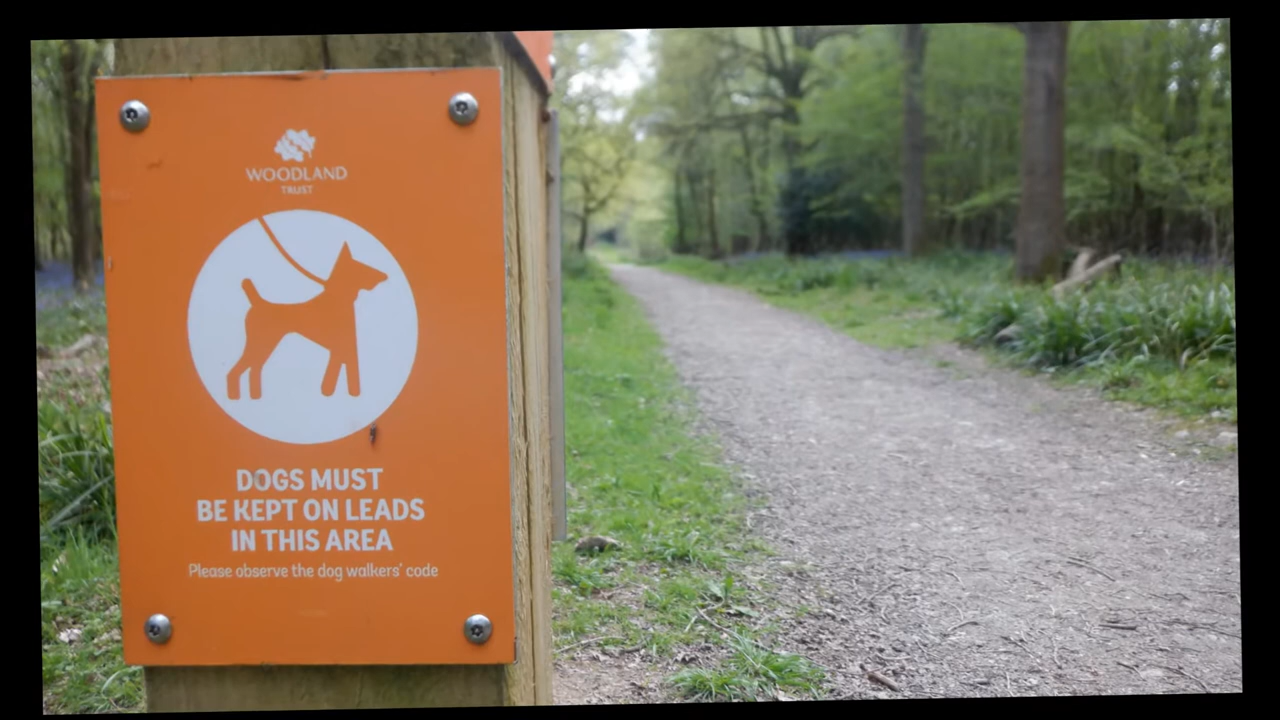 WOODLAND
TRUST
DOGS MUST
BE KEPT ON LEADS
IN THIS AREA
Please observe the dog walkers' code